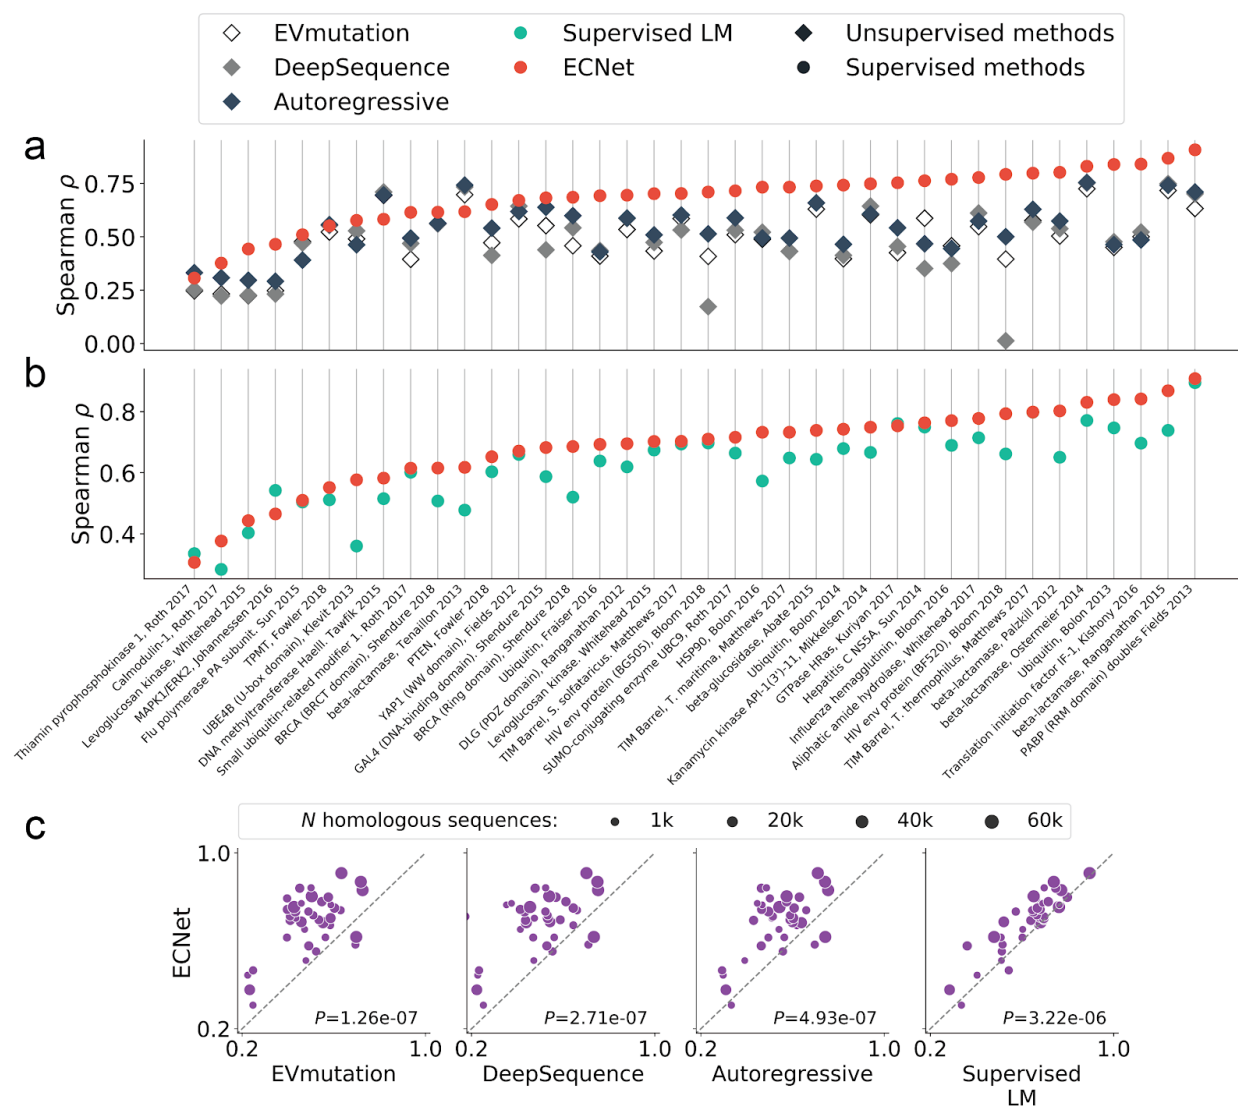 EVmutation
DeepSequence
Autoregressive
Supervised LM
ECNet
Unsupervised methods
Supervised methods
a
Spearman ρ
0.75
0.50
0.25
0.00
b
Spearman ρ
0.8
0.6
0.4
Thiamin pyrophosphokinase 1, Roth 2017
Calmodulin-1, Roth 2017
Levoglucosan kinase, Whitehead 2015
MAPK1/ERK2, Johannessen 2016
Flu polymerase PA subunit, Sun 2015
TPMT, Fowler 2018
UBE4B (U-box domain), Klevit 2013
DNA methyltransferase HaeIII, Tawfik 2015
Small ubiquitin-related modifier 1, Roth 2017
BRCA (BRCT domain), Shendure 2018
beta-lactamase, Tenaillon 2013
PTEN, Fowler 2018
YAP1 (WW domain), Fields 2012
GAL4 (DNA-binding domain), Shendure 2015
BRCA (Ring domain), Shendure 2018
Ubiquitin, Fraiser 2016
DLG (PDZ domain), Ranganathan 2012
Levoglucosan kinase. Whitehead 2015
TIM Barrel, S. solfataricus, Matthews 2017
HIV env protein (BG505), Bloom 2018
SUMO-conjugating enzyme UBC9, Roth 2017
HSP90, Bolon 2016
TIM Barrel, T. maritima, Matthews 2017
beta-glucosidase, Abate 2015
Ubiquitin, Bolon 2014
Kanamycin kinase API-1(3')-11, Mikkelsen 2014
GTPase HRas, Kuriyan 2017
Hepatitis C NS5A, Sun 2014
Influenza hemagglutinin, Bloom 2016
Aliphatic amide hydrolase, Whitehead 2017
HIV env protein (BF520), Bloom 2018
TIM Barrel, T. thermophilus, Matthews 2017
beta-lactamase, Palzkill 2012
beta-lactamase, Ostermeier 2014
Ubiquitin, Bolon 2013
Translation initiation factor IF-1, Kishony 2016
beta-lactamase, Ranganathan 2015
PABP (RRM domain) doubles Fields 2013
c
N homologous sequences: 1k 20k 40k 60k
ECNet
1.0
0.2
P=1.26e-07
P=2.71e-07
P=4.93e-07
P=3.22e-06
0.2 1.0 0.2 1.0 0.2 1.0 0.2 1.0
EVmutation
DeepSequence
Autoregressive
Supervised
LM